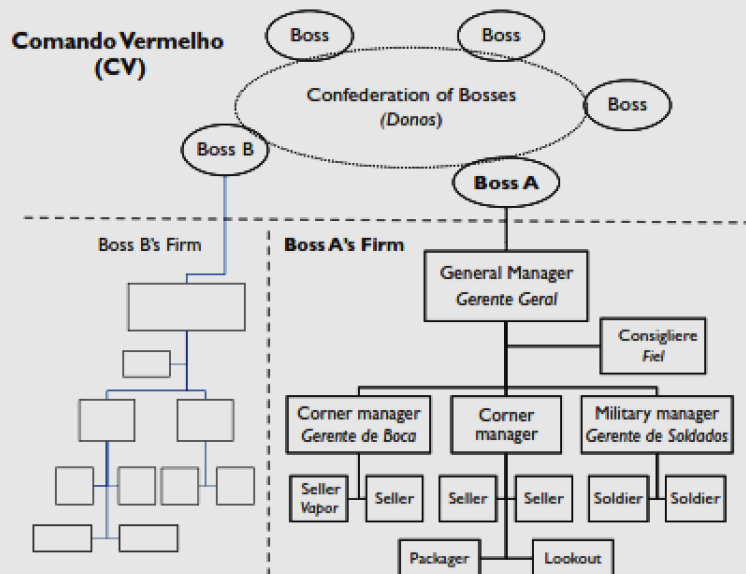 Comando Vermelho
(CV)
Boss
Boss
Confederation of Bosses
(Donos)
Boss
Boss B
Boss A
Boss B's Firm
Boss A's Firm
General Manager
Gerente Geral
Consigliere
Fiel
Corner manager
Gerente de Boca
Corner
manager
Military manager
Gerente de Soldados
Seller
Vapor
Seller
Seller
Seller
Soldier
Soldier
Packager
Lookout